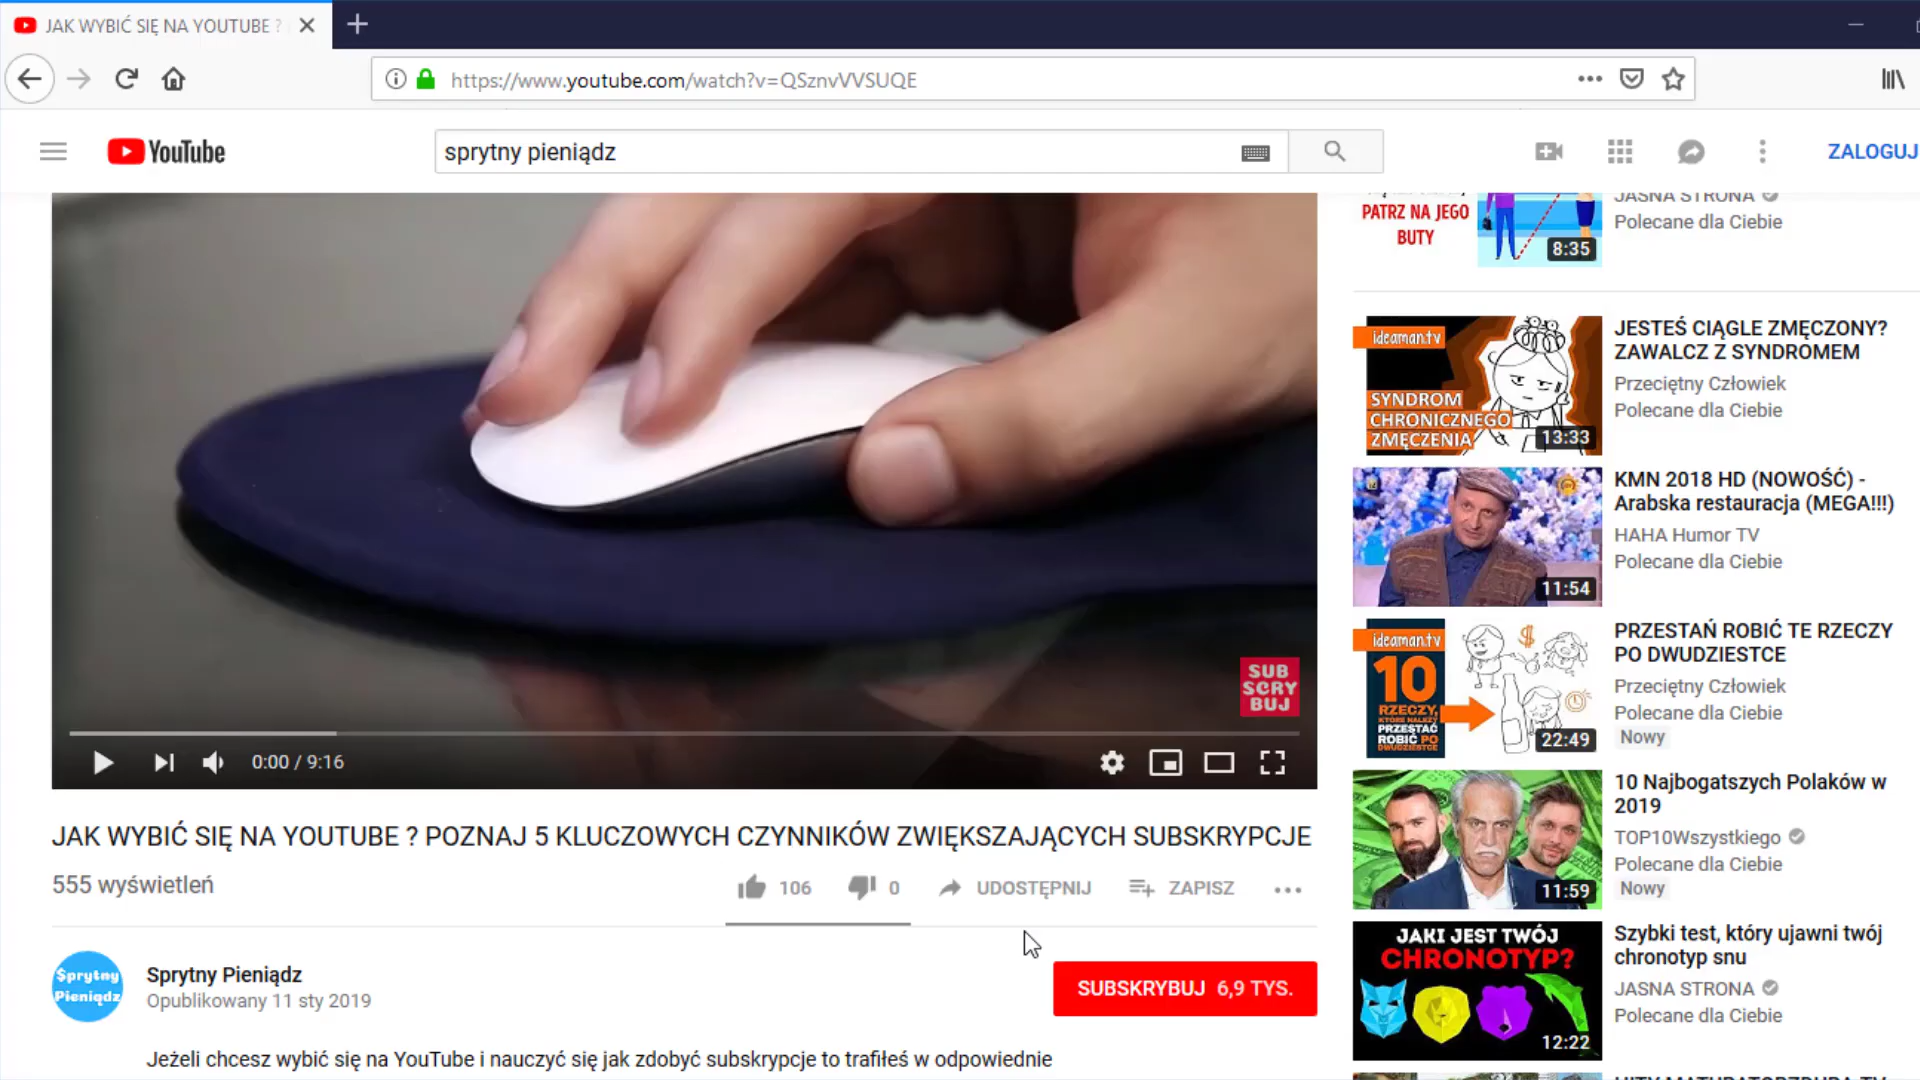 JAK WYBIĆ SIĘ NA YOUTUBE ?
https://www.youtube.com/watch?v=QSznvVVSUQE
YouTube
sprytny pieniądz
ZALOGUJ
SUB
SCRY
BUJ
0:00 / 9:16
JAK WYBIĆ SIĘ NA YOUTUBE ? POZNAJ 5 KLUCZOWYCH CZYNNIKÓW ZWIĘKSZAJĄCYCH SUBSKRYPCJE
555 wyświetleń
106
0
UDOSTĘPNIJ
ZAPISZ
Sprytny
Pieniądz
Sprytny Pieniądz
Opublikowany 11 sty 2019
SUBSKRYBUJ 6,9 TYS.
Jeżeli chcesz wybić się na YouTube i nauczyć się jak zdobyć subskrypcje to trafiłeś w odpowiednie
PATRZ NA JEGO
BUTY
8:35
JASNA STRONA
Polecane dla Ciebie
ideaman.tv
SYNDROM
CHRONICZNEGO
ZMĘCZENIA
13:33
JESTEŚ CIĄGLE ZMĘCZONY?
ZAWALCZ Z SYNDROMEM
Przeciętny Człowiek
Polecane dla Ciebie
11:54
KMN 2018 HD (NOWOŚĆ) -
Arabska restauracja (MEGA!!!)
HAHA Humor TV
Polecane dla Ciebie
ideaman.tv
10
RZECZY,
KTÓRE NALEŻY
PRZESTAĆ
ROBIĆ PO
DWUDZIESTCE
22:49
PRZESTAŃ ROBIĆ TE RZECZY
PO DWUDZIESTCE
Przeciętny Człowiek
Polecane dla Ciebie
Nowy
11:59
10 Najbogatszych Polaków w
2019
TOP10Wszystkiego
Polecane dla Ciebie
Nowy
JAKI JEST TWÓJ
CHRONOTYP?
12:22
Szybki test, który ujawni twój
chronotyp snu
JASNA STRONA
Polecane dla Ciebie